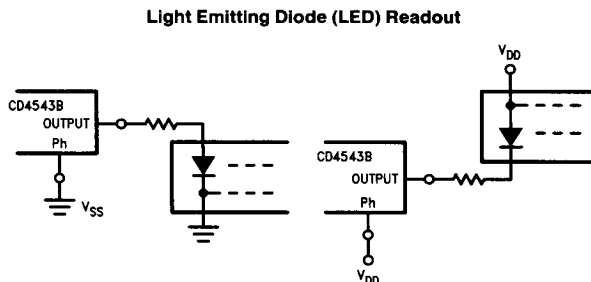 Light Emitting Diode (LED) Readout
CD4543B
OUTPUT
Ph
VSS
VDD
CD4543B
OUTPUT
Ph
VDD